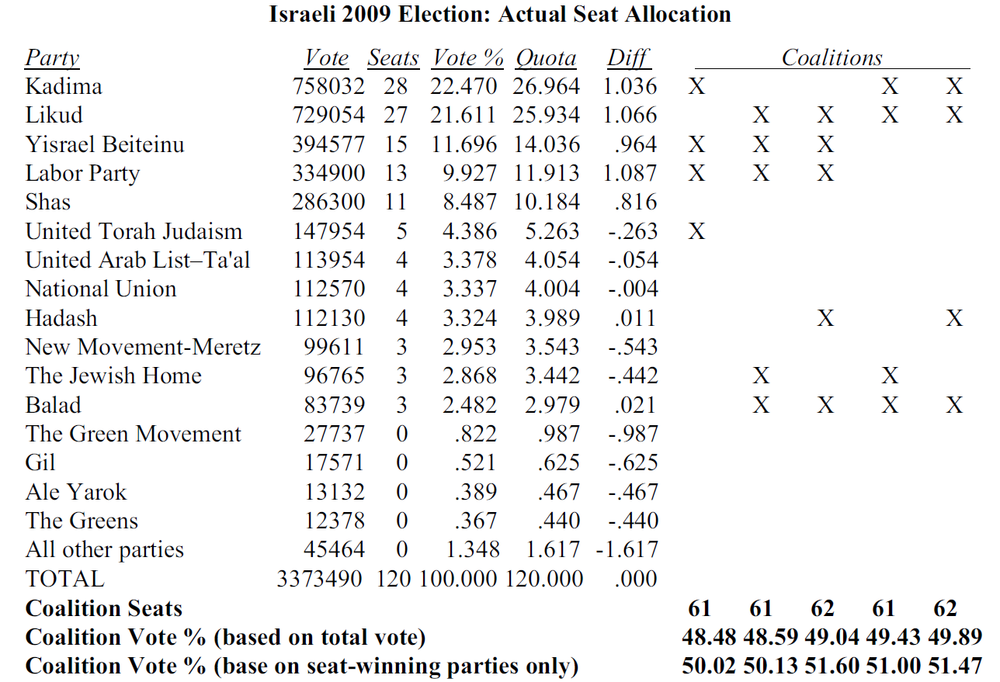 Israeli 2009 Election: Actual Seat Allocation
Party Vote Seats Vote % Quota Diff Coalitions
Kadima 758032 28 22.470 26.964 1.036 X X X
Likud 729054 27 21.611 25.934 1.066 X X X X
Yisrael Beiteinu 394577 15 11.696 14.036 .964 X X X
Labor Party 334900 13 9.927 11.913 1.087 X X X
Shas 286300 11 8.487 10.184 .816
United Torah Judaism 147954 5 4.386 5.263 -.263 X
United Arab List–Ta'al 113954 4 3.378 4.054 -.054
National Union 112570 4 3.337 4.004 -.004
Hadash 112130 4 3.324 3.989 .011 X X
New Movement-Meretz 99611 3 2.953 3.543 -.543
The Jewish Home 96765 3 2.868 3.442 -.442 X X
Balad 83739 3 2.482 2.979 .021 X X X X
The Green Movement 27737 0 .822 .987 -.987
Gil 17571 0 .521 .625 -.625
Ale Yarok 13132 0 .389 .467 -.467
The Greens 12378 0 .367 .440 -.440
All other parties 45464 0 1.348 1.617 -1.617
TOTAL 3373490 120 100.000 120.000 .000
Coalition Seats 61 61 62 61 62
Coalition Vote % (based on total vote) 48.48 48.59 49.04 49.43 49.89
Coalition Vote % (base on seat-winning parties only) 50.02 50.13 51.60 51.00 51.47